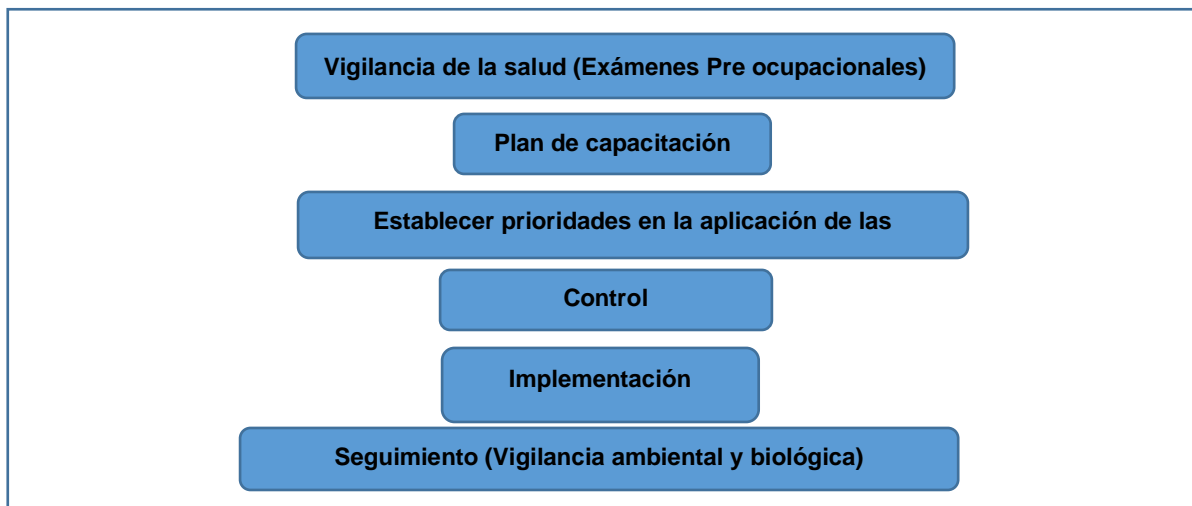 Vigilancia de la salud (Exámenes Pre ocupacionales)
Plan de capacitación
Establecer prioridades en la aplicación de las
Control
Implementación
Seguimiento (Vigilancia ambiental y biológica)